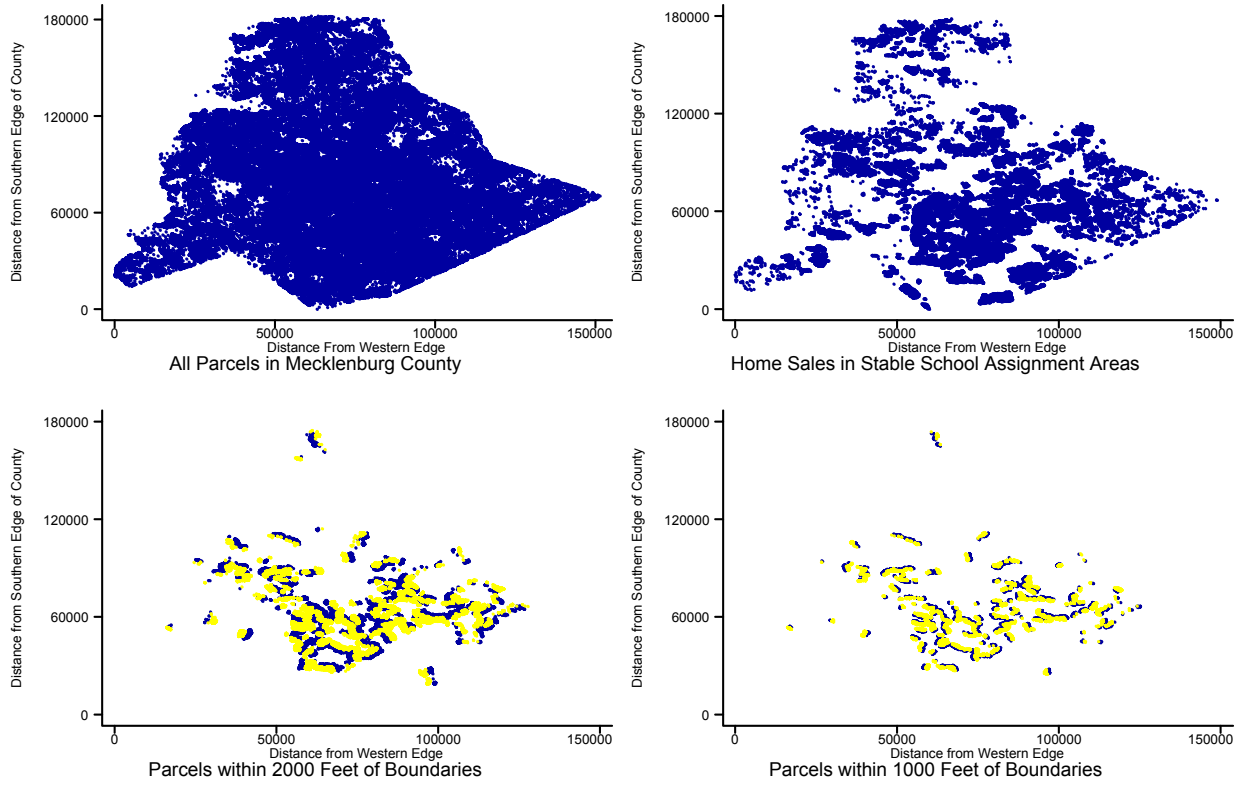 Distance from Southern Edge of County
180000
120000
60000
0
0
50000
100000
150000
Distance From Western Edge
All Parcels in Mecklenburg County
Distance from Southern Edge of County
180000
120000
60000
0
0
50000
100000
150000
Distance From Western Edge
Home Sales in Stable School Assignment Areas
Distance from Southern Edge of County
180000
120000
60000
0
0
50000
100000
150000
Distance from Western Edge
Parcels within 2000 Feet of Boundaries
Distance from Southern Edge of County
180000
120000
60000
0
0
50000
100000
150000
Distance from Western Edge
Parcels within 1000 Feet of Boundaries